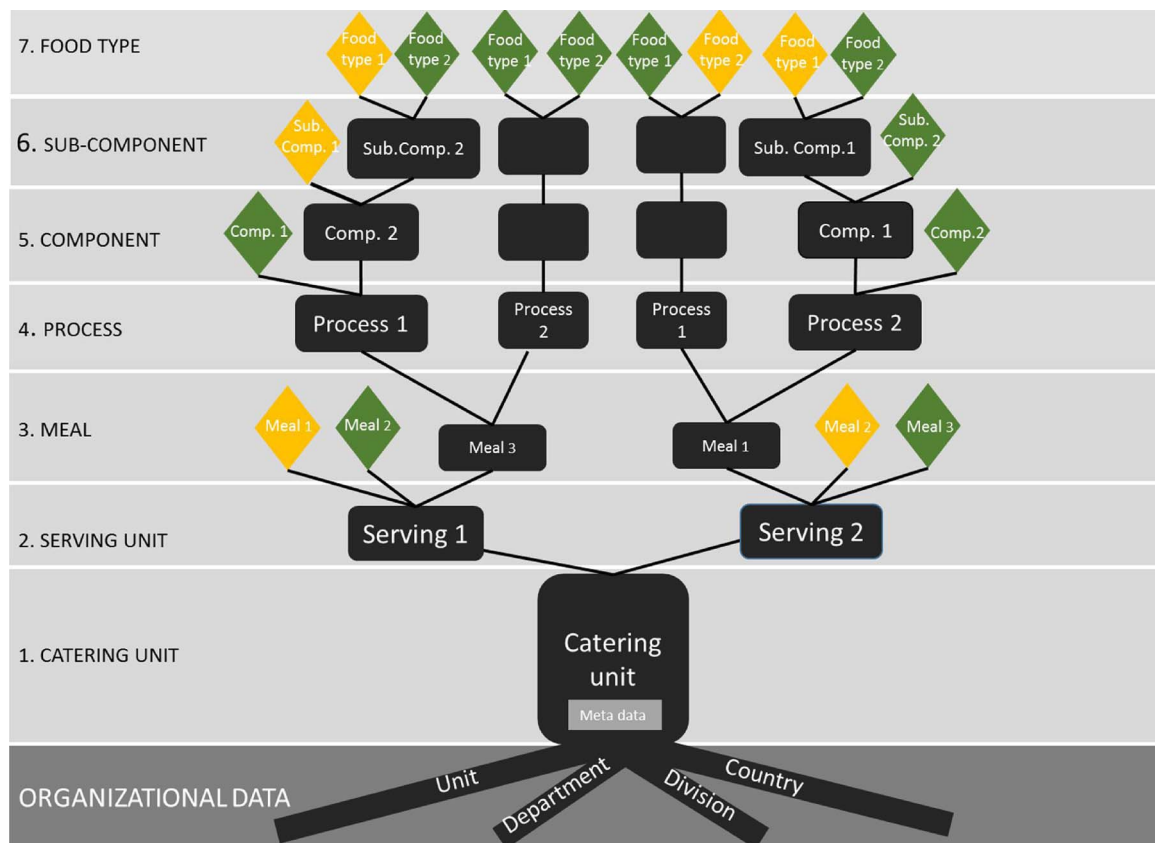 7. FOOD TYPE
Food
type 1
Food
type 2
Food
type 1
Food
type 2
Food
type 1
Food
type 2
Food
type 1
Food
type 2
6. SUB-COMPONENT
Sub.
Comp. 1
Sub.Comp. 2
Sub. Comp.1
Sub.
Comp. 2
5. COMPONENT
Comp. 1
Comp. 2
Comp. 1
Comp.2
4. PROCESS
Process 1
Process
2
Process
1
Process 2
3. MEAL
Meal 1
Meal 2
Meal 3
Meal 1
Meal 2
Meal 3
2. SERVING UNIT
Serving 1
Serving 2
1. CATERING UNIT
Catering
unit
Meta data
ORGANIZATIONAL DATA
Unit
Department
Division
Country